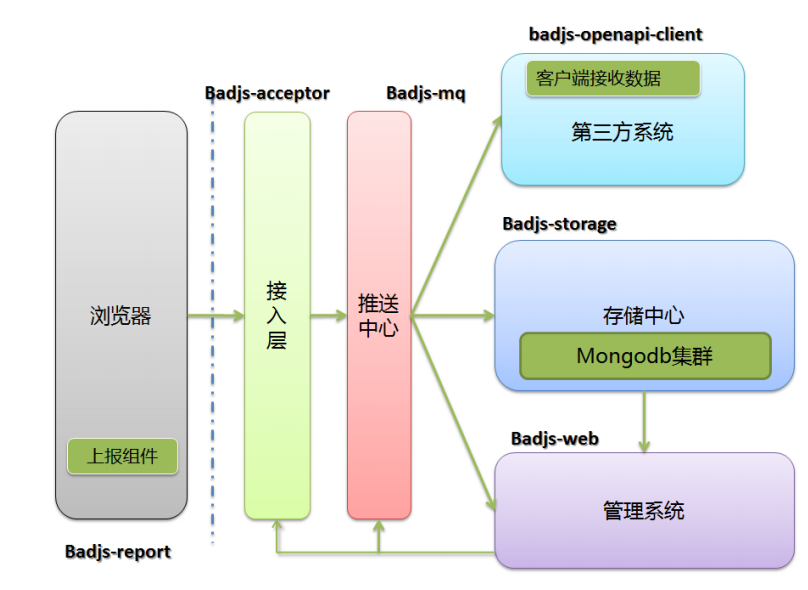 badjs-openapi-client
客户端接收数据
第三方系统
Badjs-acceptor
Badjs-mq
Badjs-storage
浏览器
接
入
层
推送
中心
存储中心
Mongodb集群
上报组件
Badjs-web
管理系统
Badjs-report